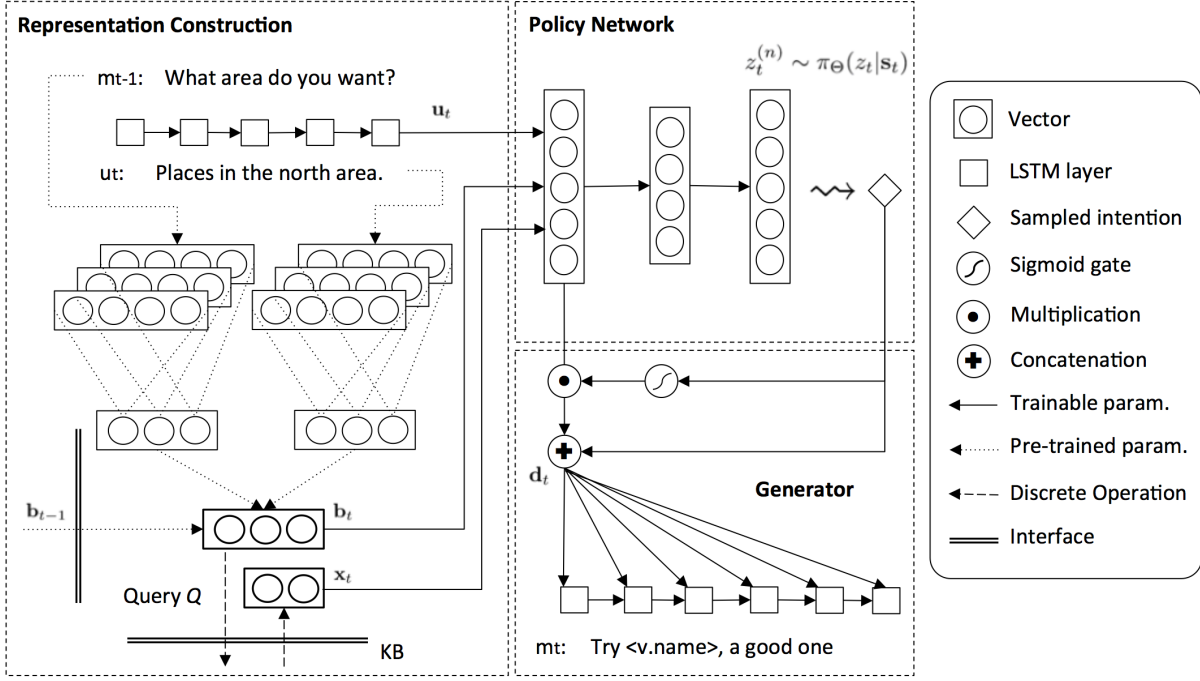 Representation Construction
mt-1: What area do you want?
u_t
ut: Places in the north area.
b_{t-1}
b_t
x_t
Query Q
KB
Policy Network
z_t^{(n)} ~ π_Θ(z_t|s_t)
d_t
Generator
mt: Try <v.name>, a good one
Vector
LSTM layer
Sampled intention
Sigmoid gate
Multiplication
Concatenation
Trainable param.
Pre-trained param.
Discrete Operation
Interface